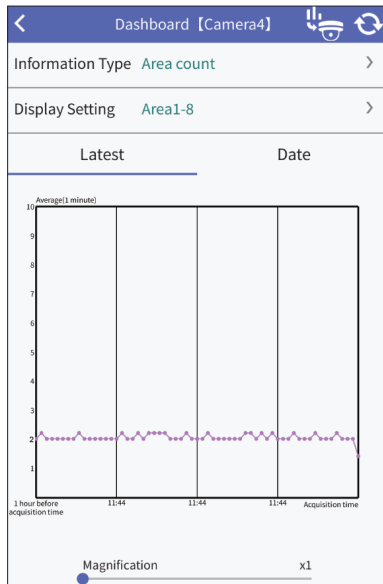 Dashboard【Camera4】
Information Type Area count
Display Setting Area1-8
Latest Date
Average(1 minute)
10
9
8
7
6
5
4
3
2
1
1 hour before
acquisition time 11:44 11:44 11:44 Acquisition time
Magnification x1